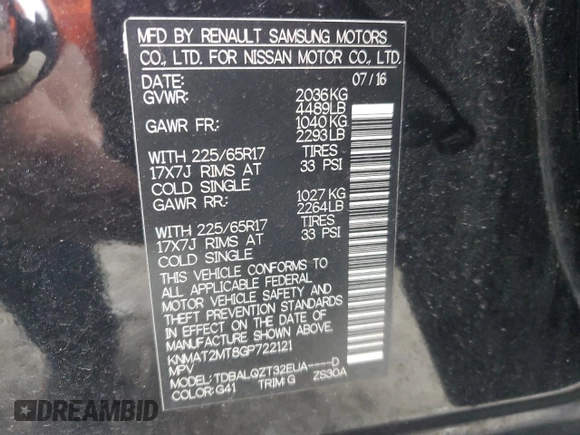 MFD BY RENAULT SAMSUNG MOTORS
CO., LTD. FOR NISSAN MOTOR CO., LTD.
DATE: 07/16
GVWR: 2036KG
4489LB
GAWR FR: 1040KG
2293LB
WITH 225/65R17 TIRES
17X7J RIMS AT 33 PSI
COLD SINGLE
GAWR RR: 1027KG
2264LB
WITH 225/65R17 TIRES
17X7J RIMS AT 33 PSI
COLD SINGLE
THIS VEHICLE CONFORMS TO
ALL APPLICABLE FEDERAL
MOTOR VEHICLE SAFETY AND
THEFT PREVENTION STANDARDS
IN EFFECT ON THE DATE OF
MANUFACTURE SHOWN ABOVE.
KNMAT2MT8GP722121
MPV
MODEL: TDBALQZT32EUA----D
COLOR: G41 TRIM: G ZS30A
AUTOBIDCAR